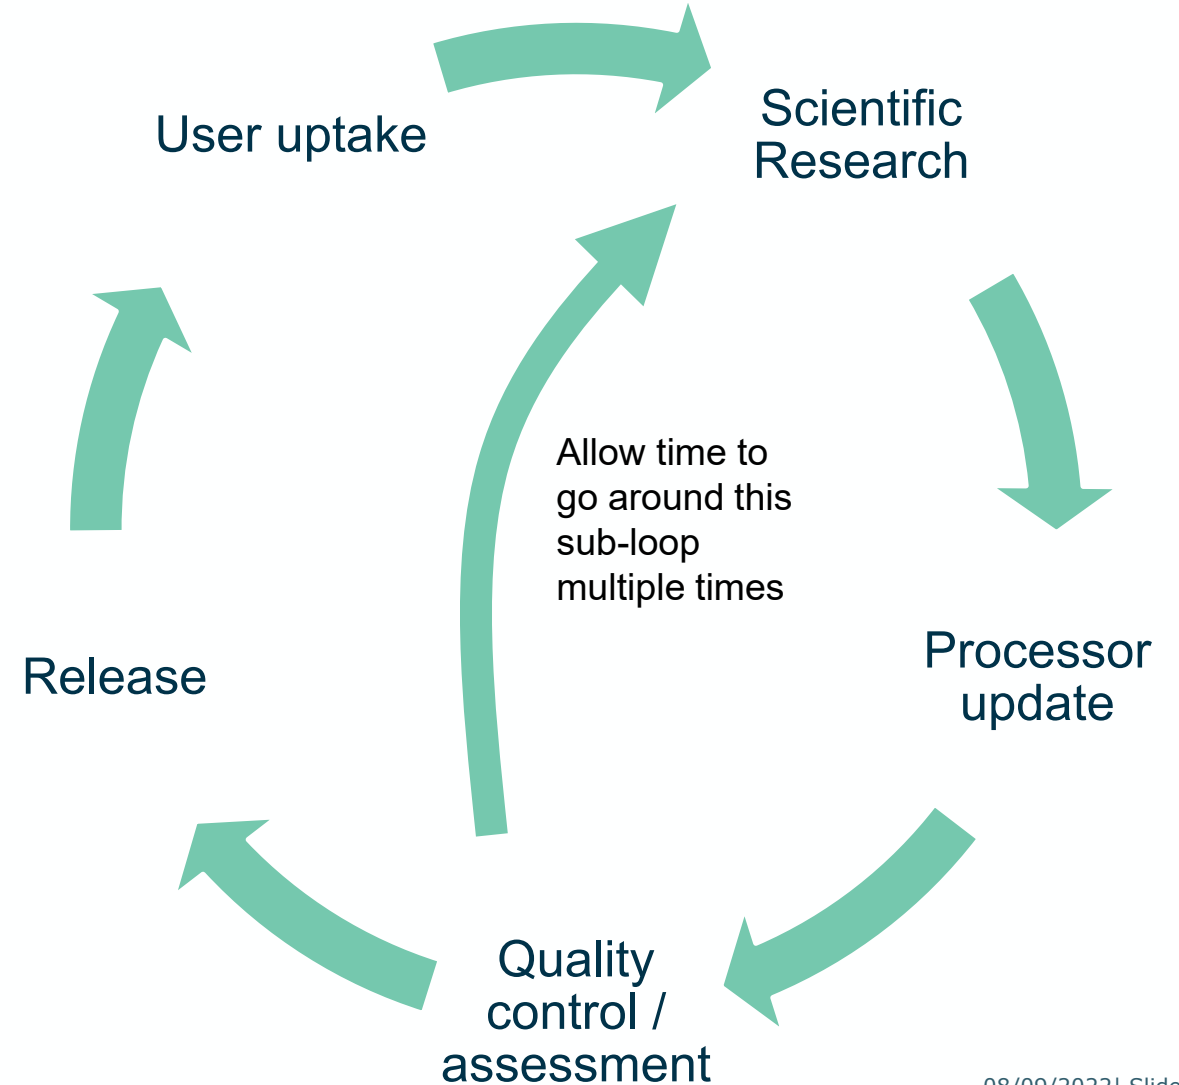 User uptake
Scientific
Research
Allow time to
go around this
sub-loop
multiple times
Processor
update
Release
Quality
control /
assessment